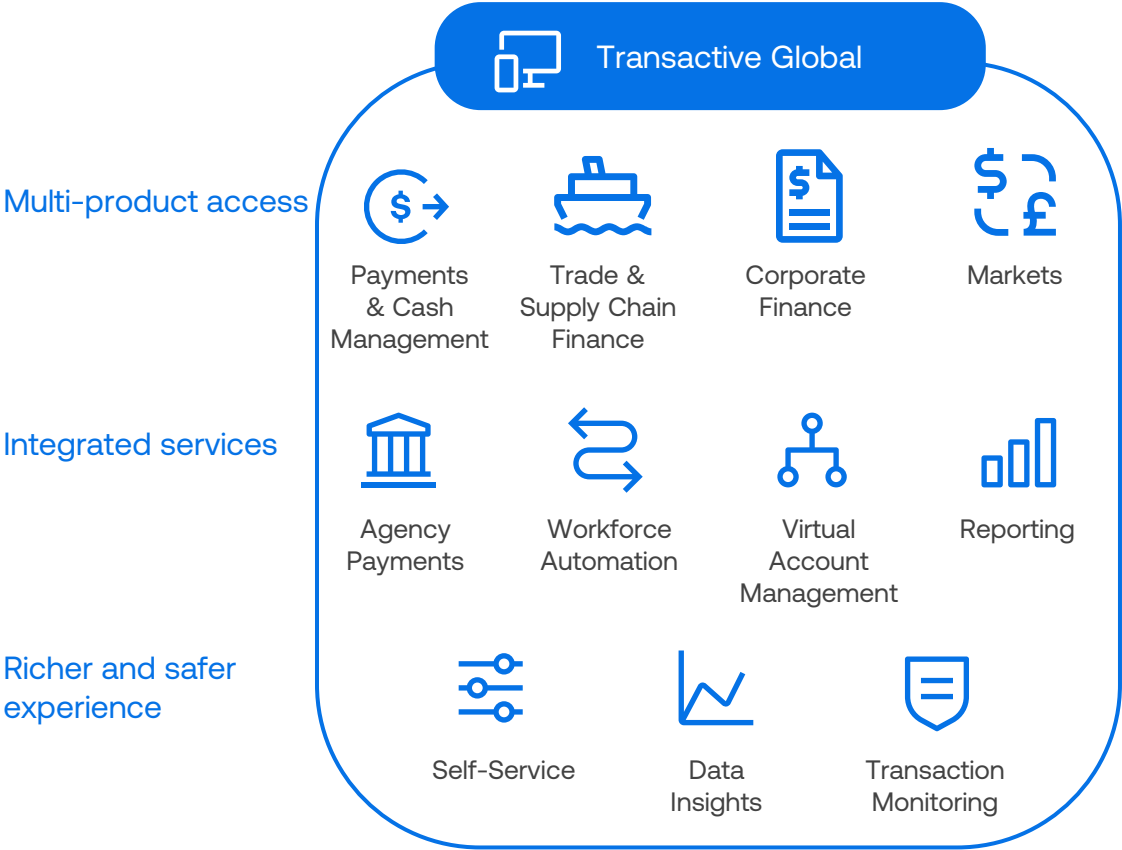 Transactive Global
Multi-product access
Payments
& Cash
Management
Trade &
Supply Chain
Finance
Corporate
Finance
Markets
Integrated services
Agency
Payments
Workforce
Automation
Virtual
Account
Management
Reporting
Richer and safer
experience
Self-Service
Data
Insights
Transaction
Monitoring